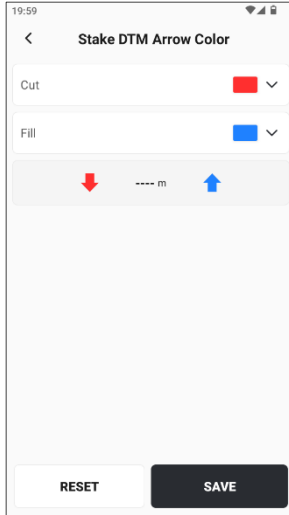 19:59
Stake DTM Arrow Color
Cut
Fill
---- m
RESET
SAVE